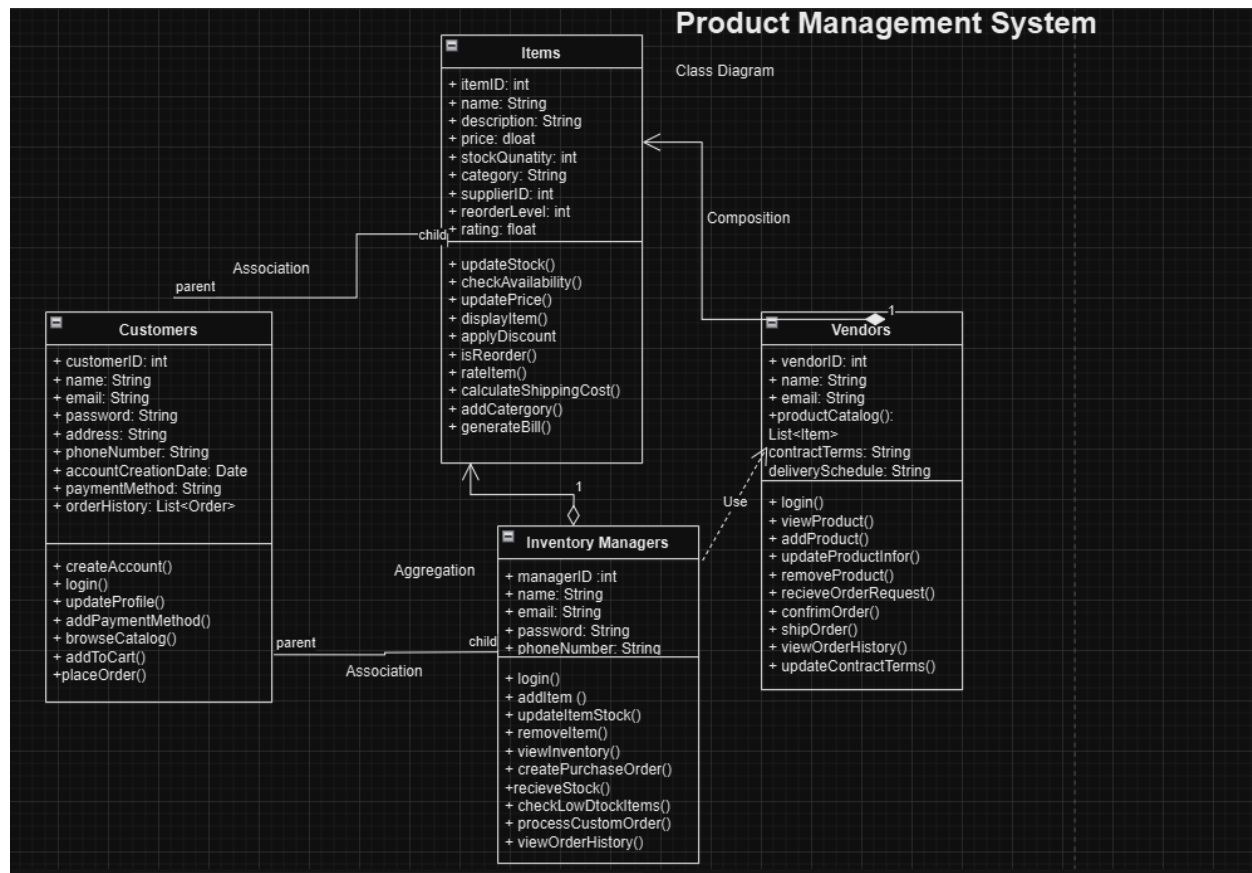 Product Management System
Class Diagram
Items
+ itemID: int
+ name: String
+ description: String
+ price: dloat
+ stockQunatity: int
+ category: String
+ supplierID: int
+ reorderLevel: int
+ rating: float
+ updateStock()
+ checkAvailability()
+ updatePrice()
+ displayItem()
+ applyDiscount
+ isReorder()
+ rateItem()
+ calculateShippingCost()
+ addCatergory()
+ generateBill()
child
Association
parent
Composition
1
Customers
+ customerID: int
+ name: String
+ email: String
+ password: String
+ address: String
+ phoneNumber: String
+ accountCreationDate: Date
+ paymentMethod: String
+ orderHistory: List<Order>
+ createAccount()
+ login()
+ updateProfile()
+ addPaymentMethod()
+ browseCatalog()
+ addToCart()
+placeOrder()
Vendors
+ vendorID: int
+ name: String
+ email: String
+productCatalog():
List<Item>
contractTerms: String
deliverySchedule: String
+ login()
+ viewProduct()
+ addProduct()
+ updateProductInfor()
+ removeProduct()
+ recieveOrderRequest()
+ confrimOrder()
+ shipOrder()
+ viewOrderHistory()
+ updateContractTerms()
1
Use
Aggregation
parent
child
Association
Inventory Managers
+ managerID :int
+ name: String
+ email: String
+ password: String
+ phoneNumber: String
+ login()
+ addItem ()
+ updateItemStock()
+ removeItem()
+ viewInventory()
+ createPurchaseOrder()
+recieveStock()
+ checkLowDtockItems()
+ processCustomOrder()
+ viewOrderHistory()